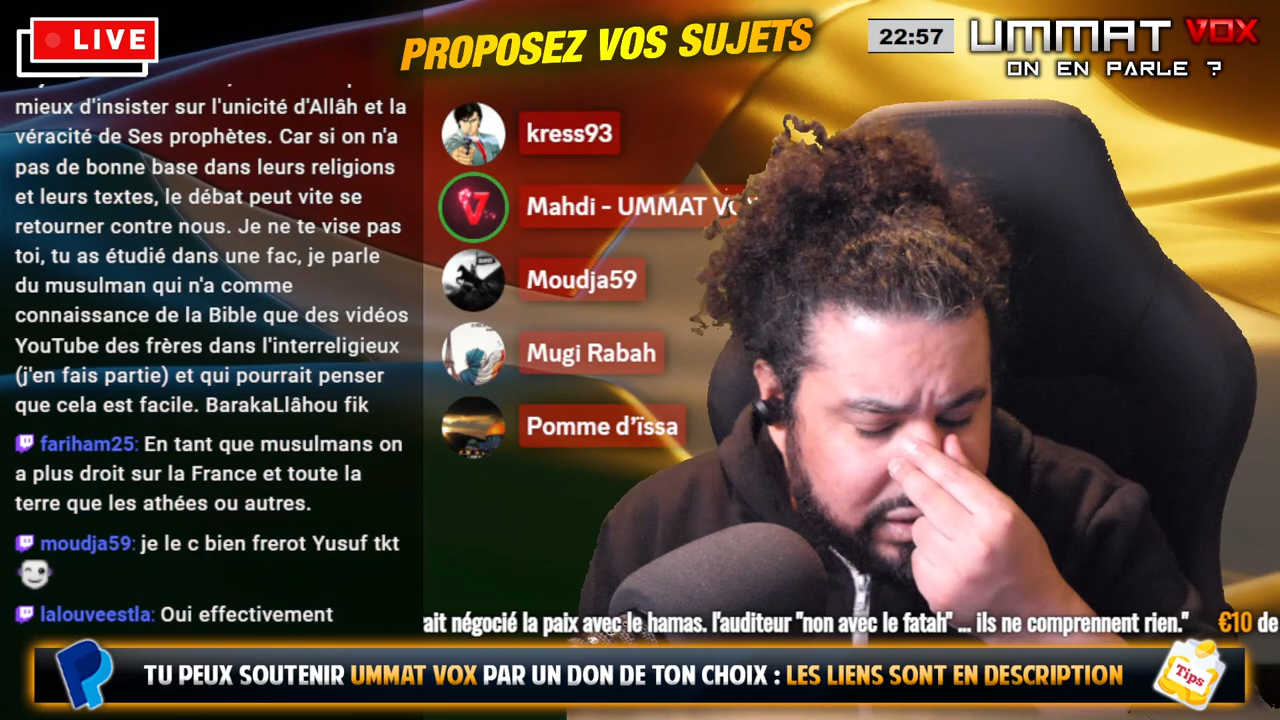 LIVE
PROPOSEZ VOS SUJETS
22:57
UMMAT VOX
ON EN PARLE ?
mieux d'insister sur l'unicité d'Allâh et la
véracité de Ses prophètes. Car si on n'a
pas de bonne base dans leurs religions
et leurs textes, le débat peut vite se
retourner contre nous. Je ne te vise pas
toi, tu as étudié dans une fac, je parle
du musulman qui n'a comme
connaissance de la Bible que des vidéos
YouTube des frères dans l'interreligieux
(j'en fais partie) et qui pourrait penser
que cela est facile. BarakaLlâhou fik
fariham25: En tant que musulmans on
a plus droit sur la France et toute la
terre que les athées ou autres.
moudja59: je le c bien frerot Yusuf tkt
lalouveestla: Oui effectivement
kress93
Mahdi - UMMAT
Moudja59
Mugi Rabah
Pomme d'ïssa
ait négocié la paix avec le hamas. l'auditeur "non avec le fatah" ... ils ne comprennent rien." €10 de
TU PEUX SOUTENIR UMMAT VOX PAR UN DON DE TON CHOIX : LES LIENS SONT EN DESCRIPTION
Tips